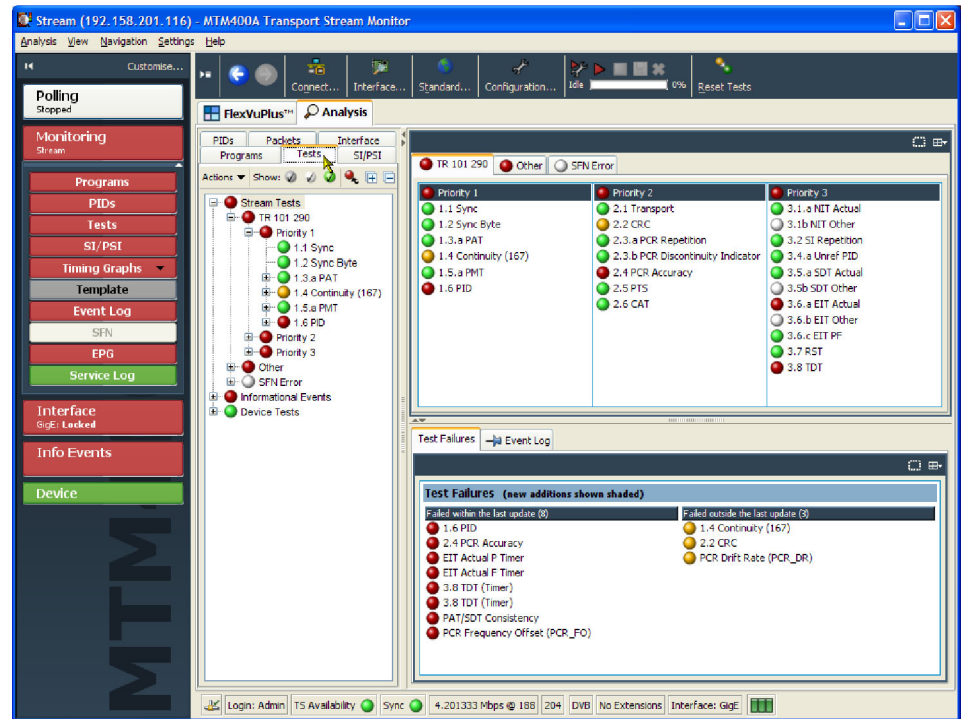 Stream (192.158.201.116) - MTM400A Transport Stream Monitor
Analysis View Navigation Settings Help
Customise...
Polling
Stopped
Monitoring
Stream
Programs
PIDs
Tests
SI/PSI
Timing Graphs
Template
Event Log
SFN
EPG
Service Log
Interface
GigE: Locked
Info Events
Device
MTM
Connect...
Interface...
Standard...
Configuration...
Idle
0%
Reset Tests
FlexVuPlus™
Analysis
PIDs Packets Interface
Programs Tests SI/PSI
Actions Show:
Stream Tests
TR 101 290
Priority 1
1.1 Sync
1.2 Sync Byte
1.3.a PAT
1.4 Continuity (167)
1.5.a PMT
1.6 PID
Priority 2
Priority 3
Other
SFN Error
Informational Events
Device Tests
TR 101 290
Other
SFN Error
Priority 1
1.1 Sync
1.2 Sync Byte
1.3.a PAT
1.4 Continuity (167)
1.5.a PMT
1.6 PID
Priority 2
2.1 Transport
2.2 CRC
2.3.a PCR Repetition
2.3.b PCR Discontinuity Indicator
2.4 PCR Accuracy
2.5 PTS
2.6 CAT
Priority 3
3.1.a NIT Actual
3.1b NIT Other
3.2 SI Repetition
3.4.a Unref PID
3.5.a SDT Actual
3.5b SDT Other
3.6.a EIT Actual
3.6.b EIT Other
3.6.c EIT PF
3.7 RST
3.8 TDT
Test Failures
Event Log
Test Failures (new additions shown shaded)
Failed within the last update (8)
1.6 PID
2.4 PCR Accuracy
EIT Actual P Timer
EIT Actual F Timer
3.8 TDT (Timer)
3.8 TDT (Timer)
PAT/SDT Consistency
PCR Frequency Offset (PCR_FO)
Failed outside the last update (3)
1.4 Continuity (167)
2.2 CRC
PCR Drift Rate (PCR_DR)
Login: Admin
TS Availability
Sync
4.201333 Mbps @ 188
204
DVB
No Extensions
Interface: GigE